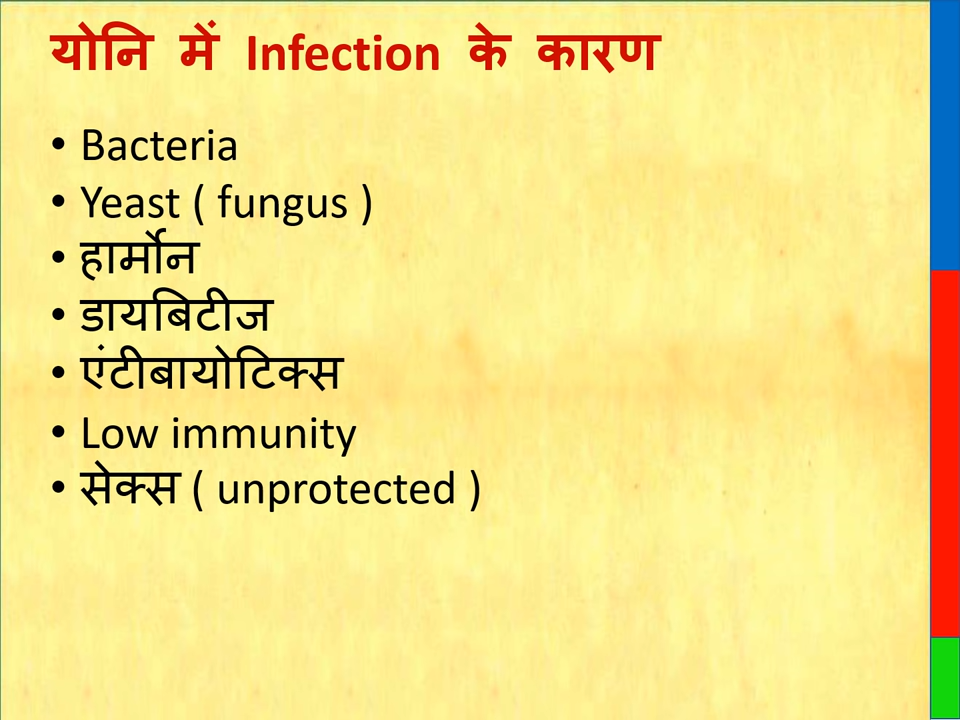 योनि में Infection के कारण
• Bacteria
• Yeast ( fungus )
• हार्मोन
• डायबिटीज
• एंटीबायोटिक्स
• Low immunity
• सेक्स ( unprotected )